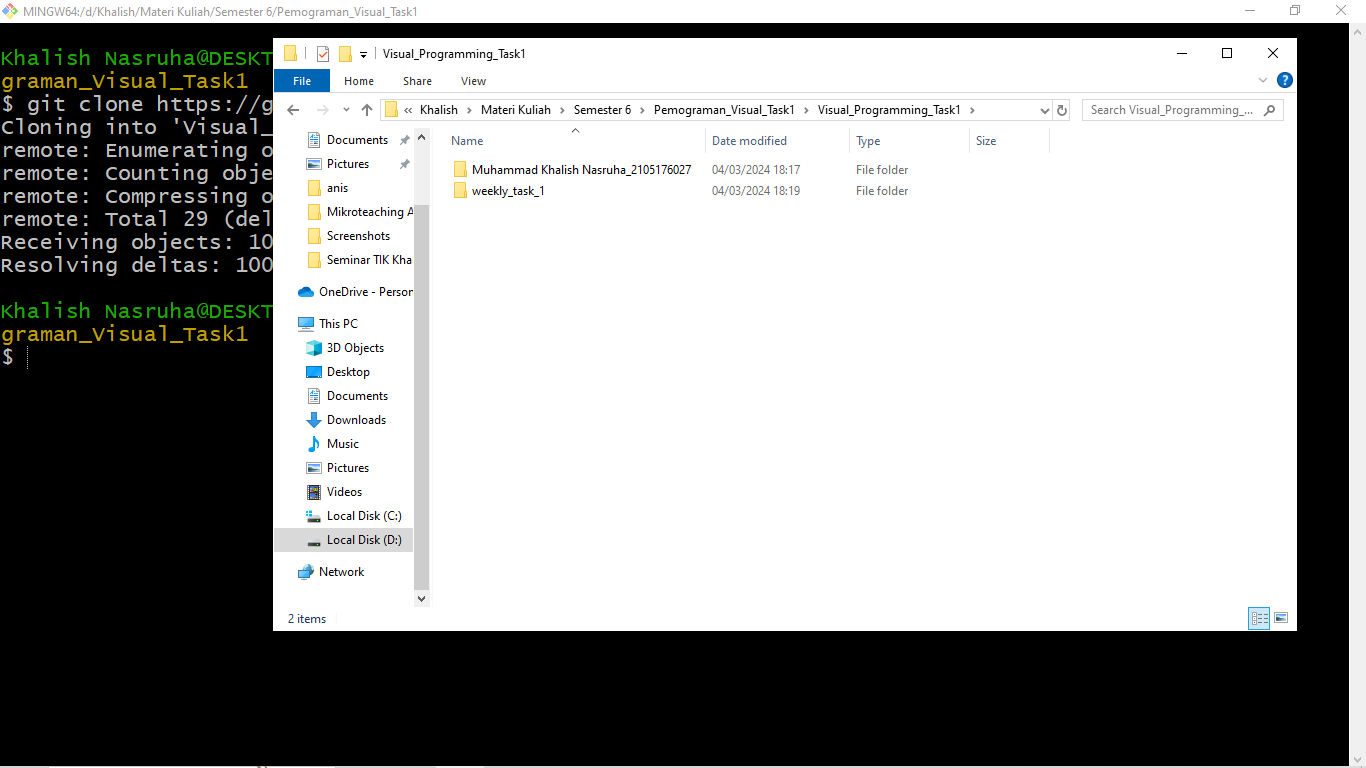 MINGW64:/d/Khalish/Materi Kuliah/Semester 6/Pemograman_Visual_Task1
Khalish Nasruha@DESKT
graman_Visual_Task1
$ git clone https://g
Cloning into 'Visual_
remote: Enumerating o
remote: Counting obje
remote: Compressing o
remote: Total 29 (del
Receiving objects: 10
Resolving deltas: 100
Khalish Nasruha@DESKT
graman_Visual_Task1
$
Visual_Programming_Task1
File Home Share View
« Khalish > Materi Kuliah > Semester 6 > Pemograman_Visual_Task1 > Visual_Programming_Task1 >
Search Visual_Programming_...
Documents
Pictures
anis
Mikroteaching A
Screenshots
Seminar TIK Kha
OneDrive - Person
This PC
3D Objects
Desktop
Documents
Downloads
Music
Pictures
Videos
Local Disk (C:)
Local Disk (D:)
Network
Name Date modified Type Size
Muhammad Khalish Nasruha_2105176027 04/03/2024 18:17 File folder
weekly_task_1 04/03/2024 18:19 File folder
2 items